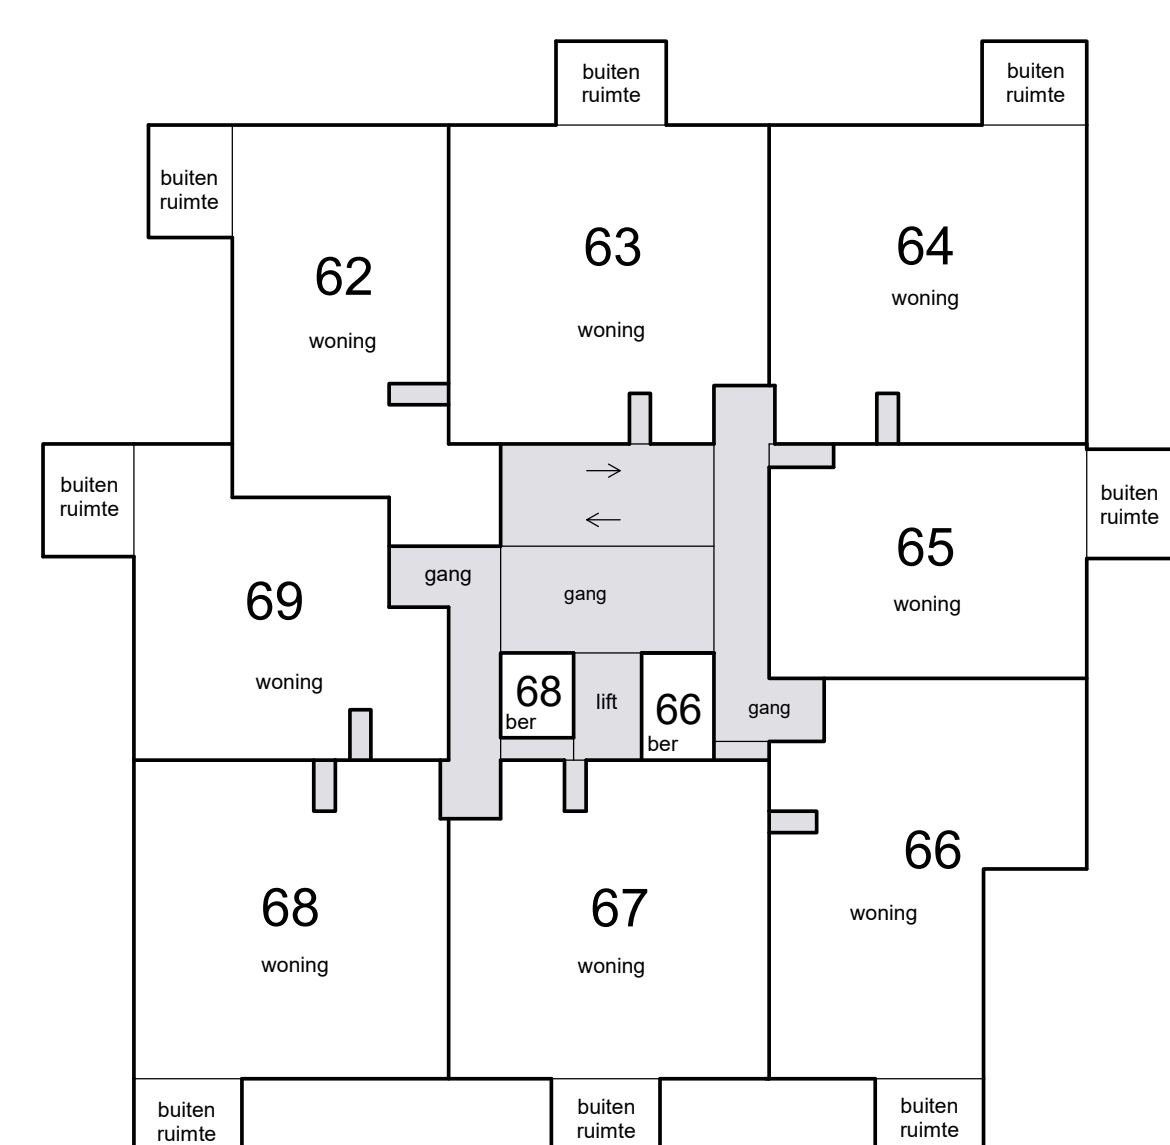 buiten
ruimte
buiten
ruimte
buiten
ruimte
62
woning
63
woning
64
woning
buiten
ruimte
buiten
ruimte
65
woning
gang
gang
69
woning
68
ber
lift
66
ber
gang
66
woning
68
woning
67
woning
buiten
ruimte
buiten
ruimte
buiten
ruimte